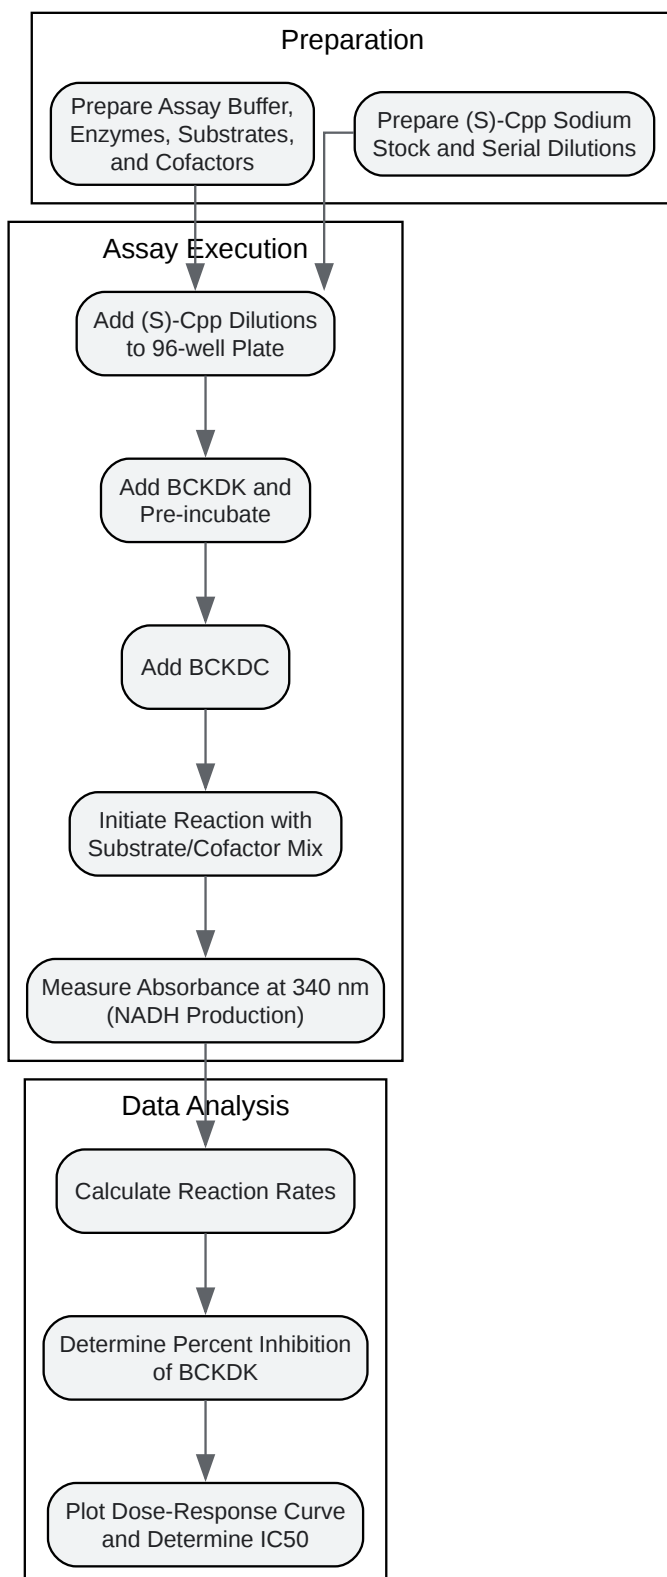 Preparation
Prepare Assay Buffer,
Enzymes, Substrates,
and Cofactors
Prepare (S)-Cpp Sodium
Stock and Serial Dilutions
Assay Execution
Add (S)-Cpp Dilutions
to 96-well Plate
Add BCKDK and
Pre-incubate
Add BCKDC
Initiate Reaction with
Substrate/Cofactor Mix
Measure Absorbance at 340 nm
(NADH Production)
Data Analysis
Calculate Reaction Rates
Determine Percent Inhibition
of BCKDK
Plot Dose-Response Curve
and Determine IC50